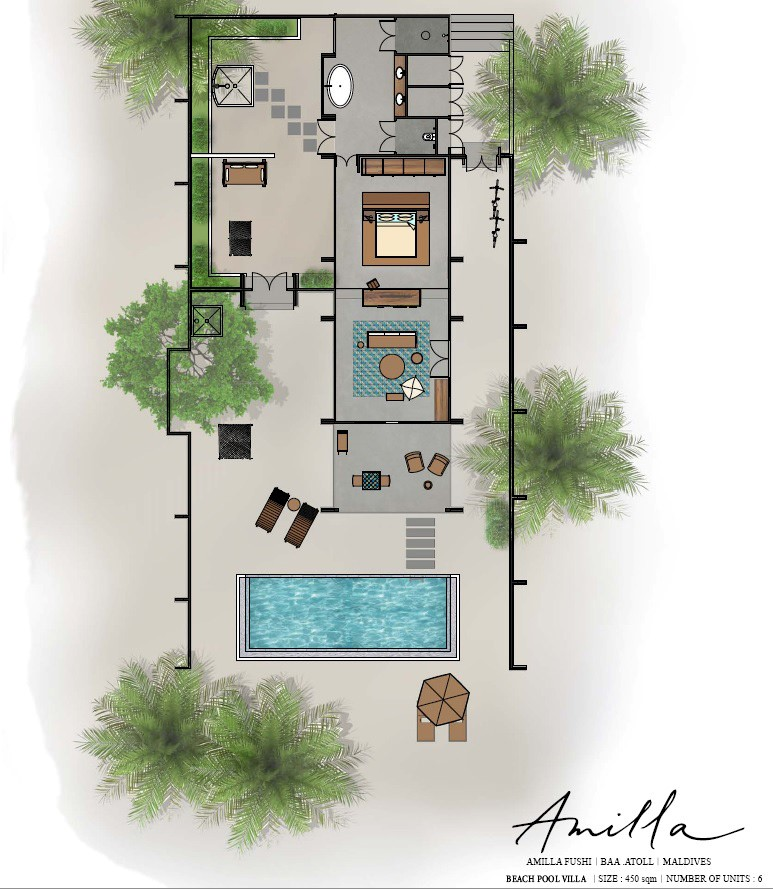 Amilla
AMILLA FUSHI | BAA .ATOLL | MALDIVES
BEACH POOL VILLA | SIZE : 450 sqm | NUMBER OF UNITS : 6